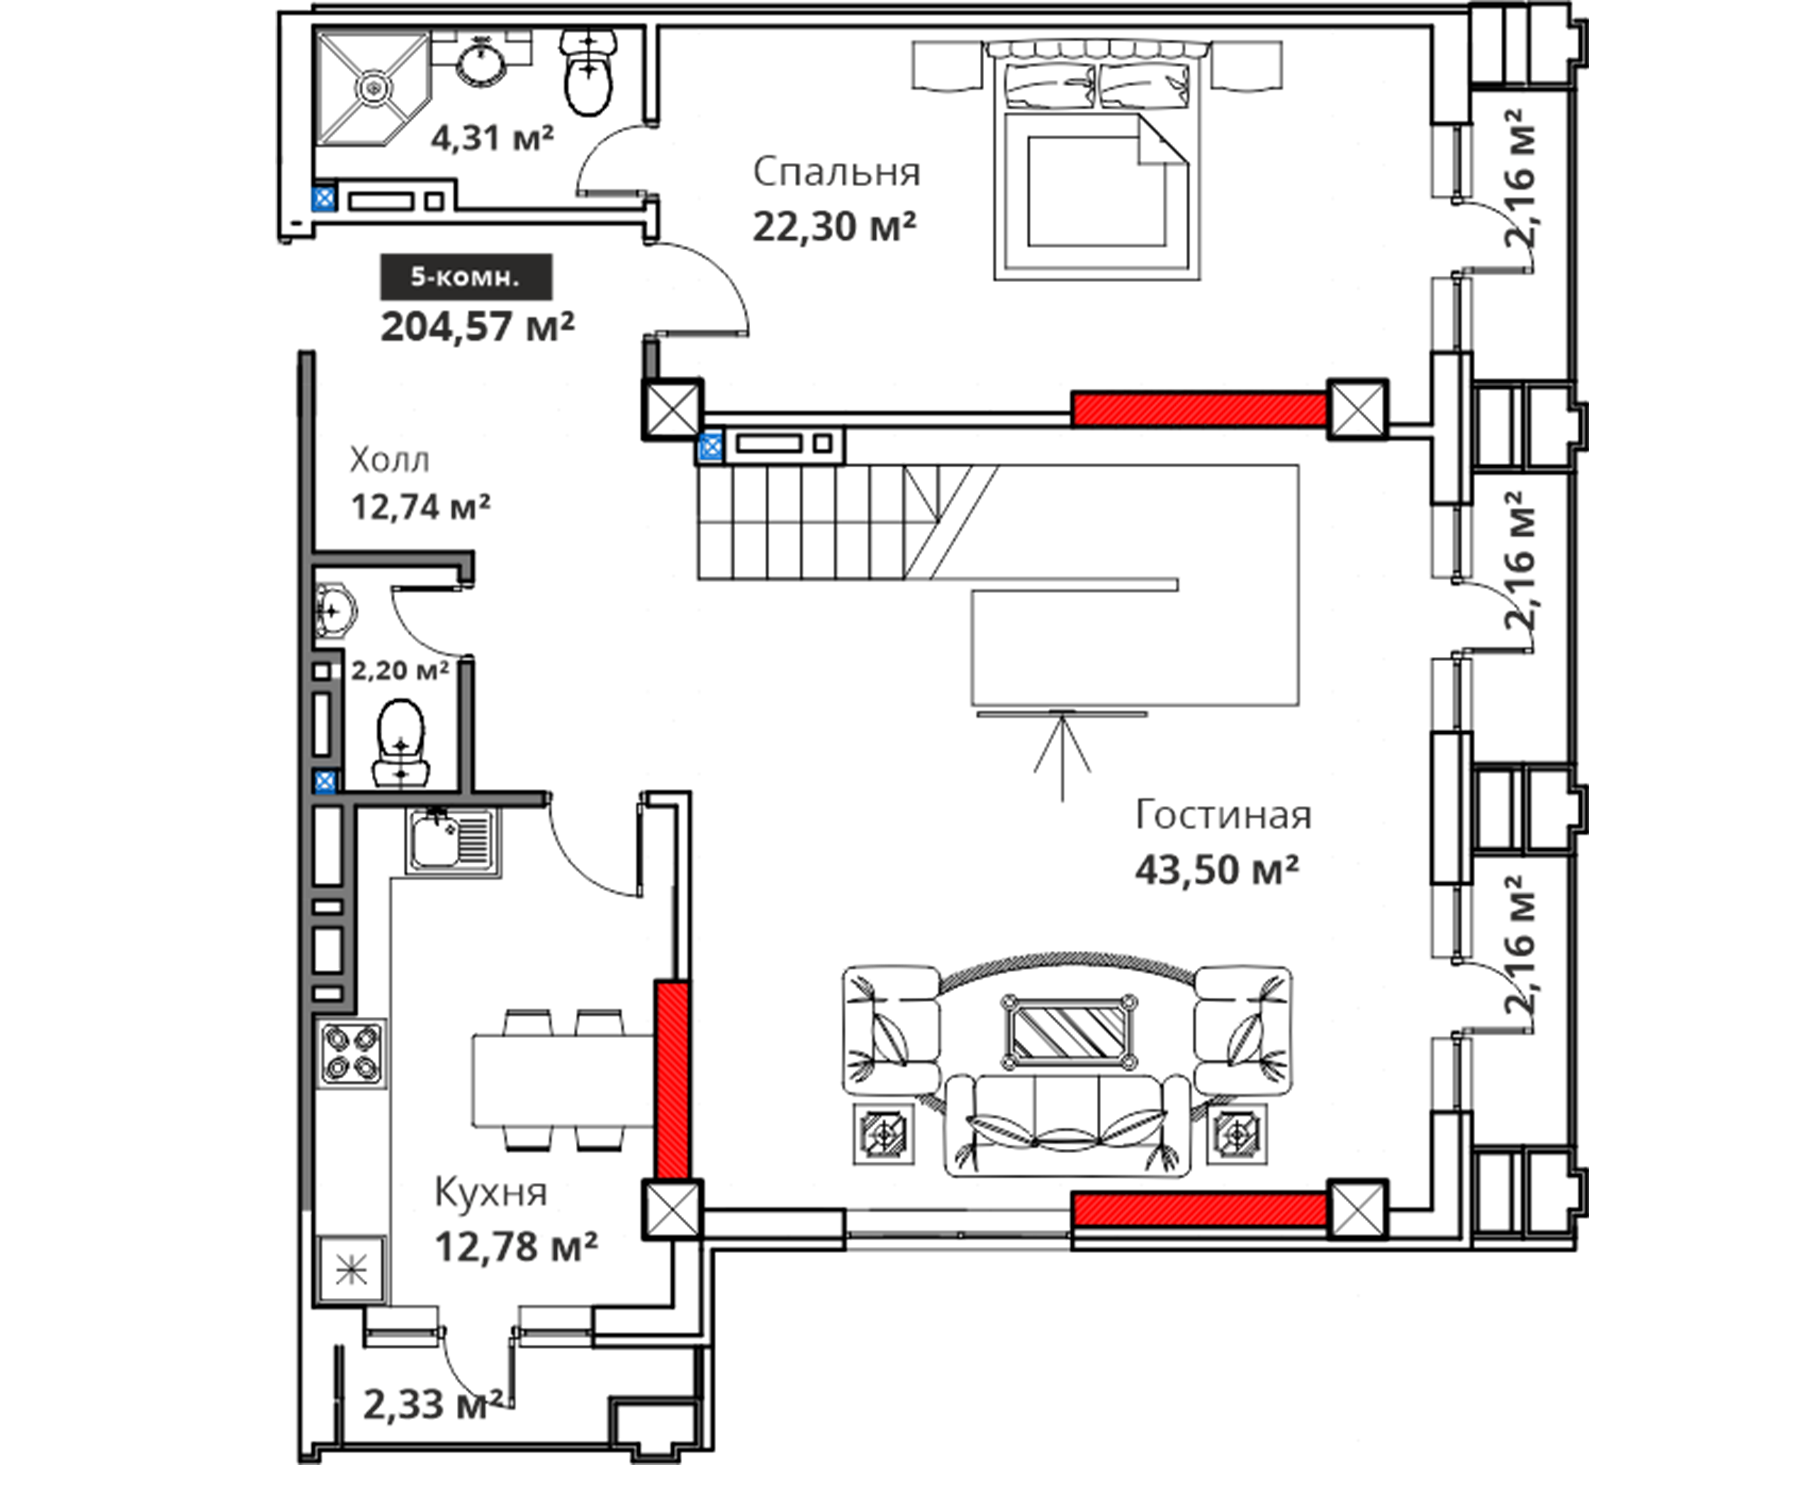 4,31 м²
Спальня
22,30 м²
2,16 м²
5-комн.
204,57 м²
Холл
12,74 м²
2,16 м²
2,20 м²
Гостиная
43,50 м²
2,16 м²
Кухня
12,78 м²
2,33 м²